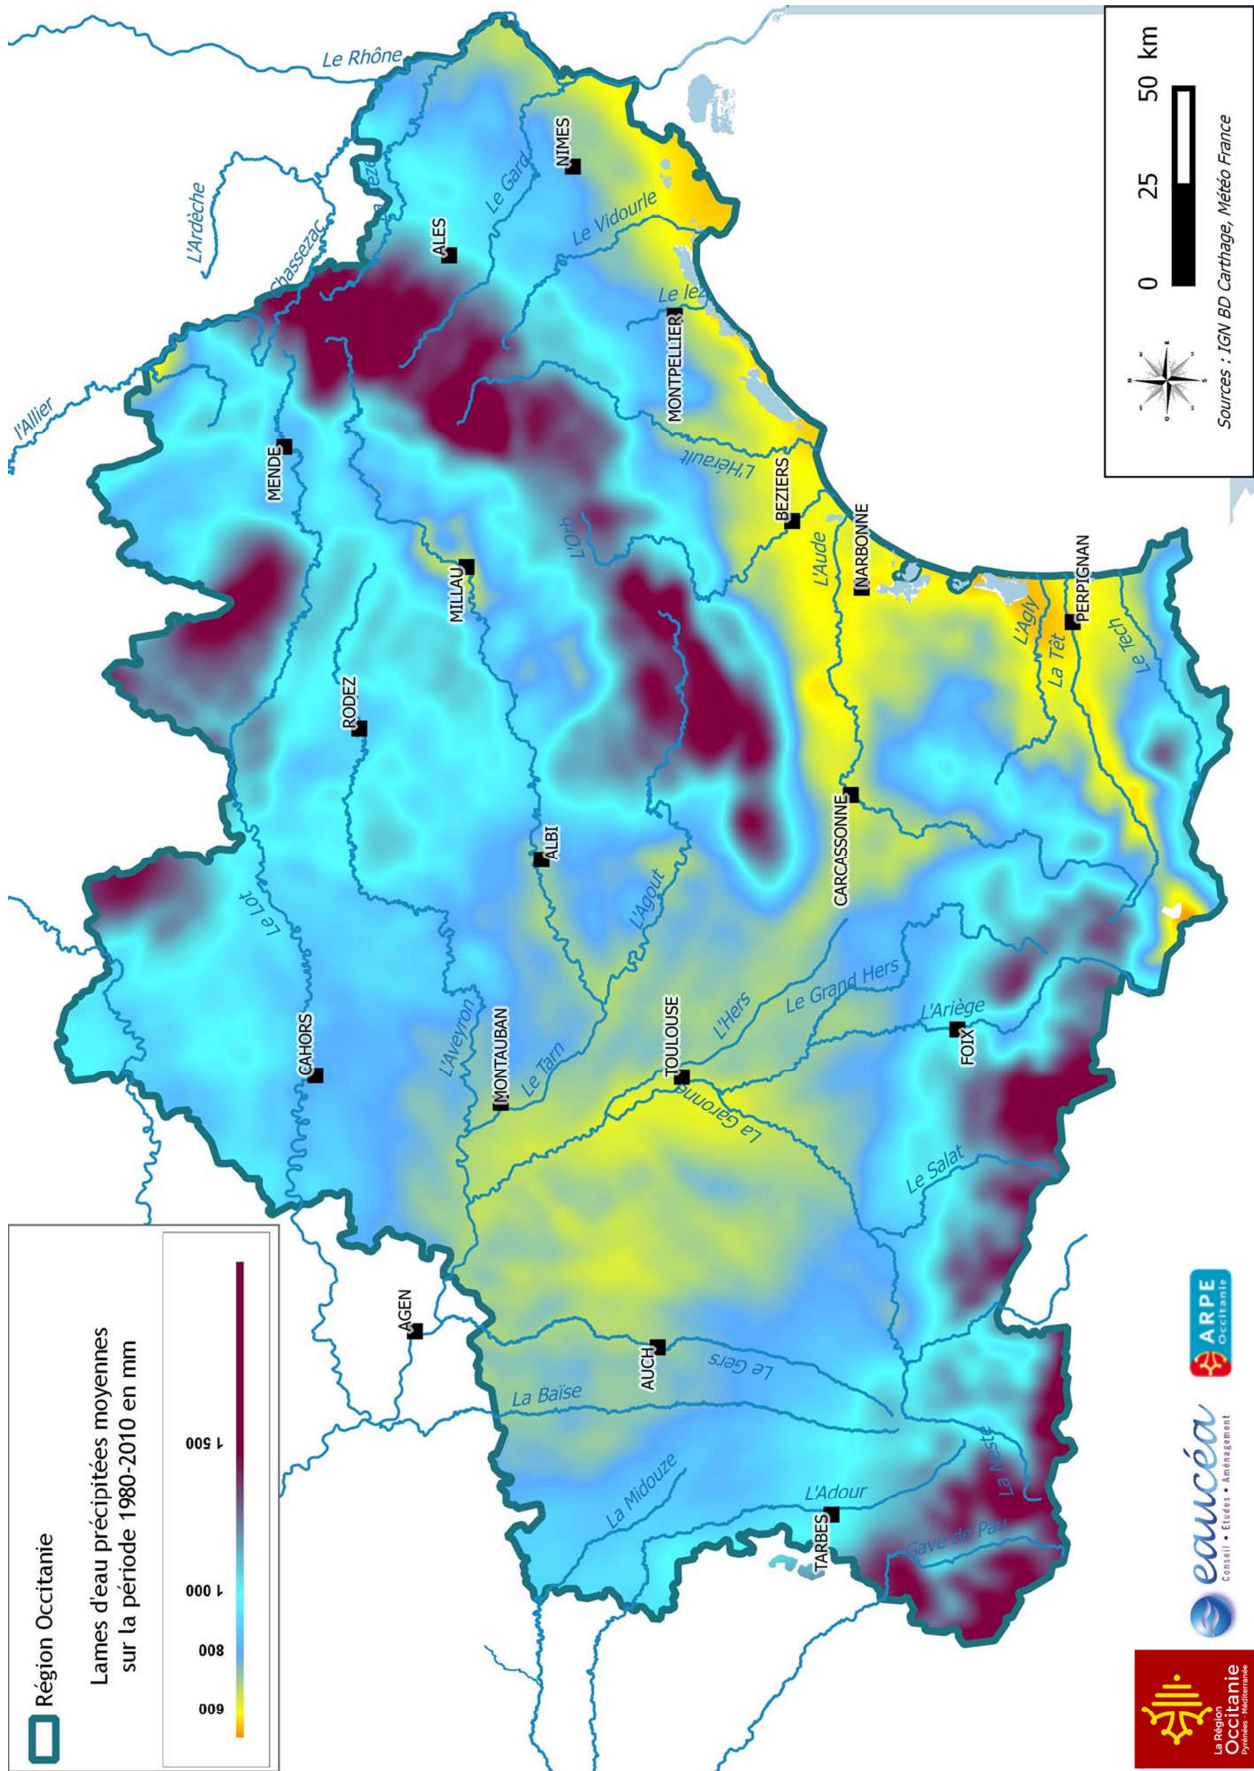 Région Occitanie
Lames d'eau précipitées moyennes
sur la période 1980-2010 en mm
600
800
1 000
1 500
l'Allier
L'Ardèche
Chassezac
Le Rhône
MENDE
ALES
Le Gard
NIMES
Le Vidourle
Le lez
MONTPELLIER
L'Hérault
L'Orb
BEZIERS
L'Aude
NARBONNE
MILLAU
RODEZ
Le Lot
CAHORS
ALBI
L'Agout
L'Aveyron
MONTAUBAN
Le Tarn
AGEN
TOULOUSE
L'Hers
La Garonne
Le Grand Hers
CARCASSONNE
L'Agly
La Têt
PERPIGNAN
Le Tech
L'Ariège
FOIX
Le Salat
AUCH
Le Gers
La Baïse
La Midouze
L'Adour
TARBES
La Neste
Gave de Pau
La Région
Occitanie
Pyrénées - Méditerranée
eaucéa
Conseil • Études • Aménagement
ARPE
Occitanie
N
E
S
O
0 25 50 km
Sources : IGN BD Carthage, Météo France